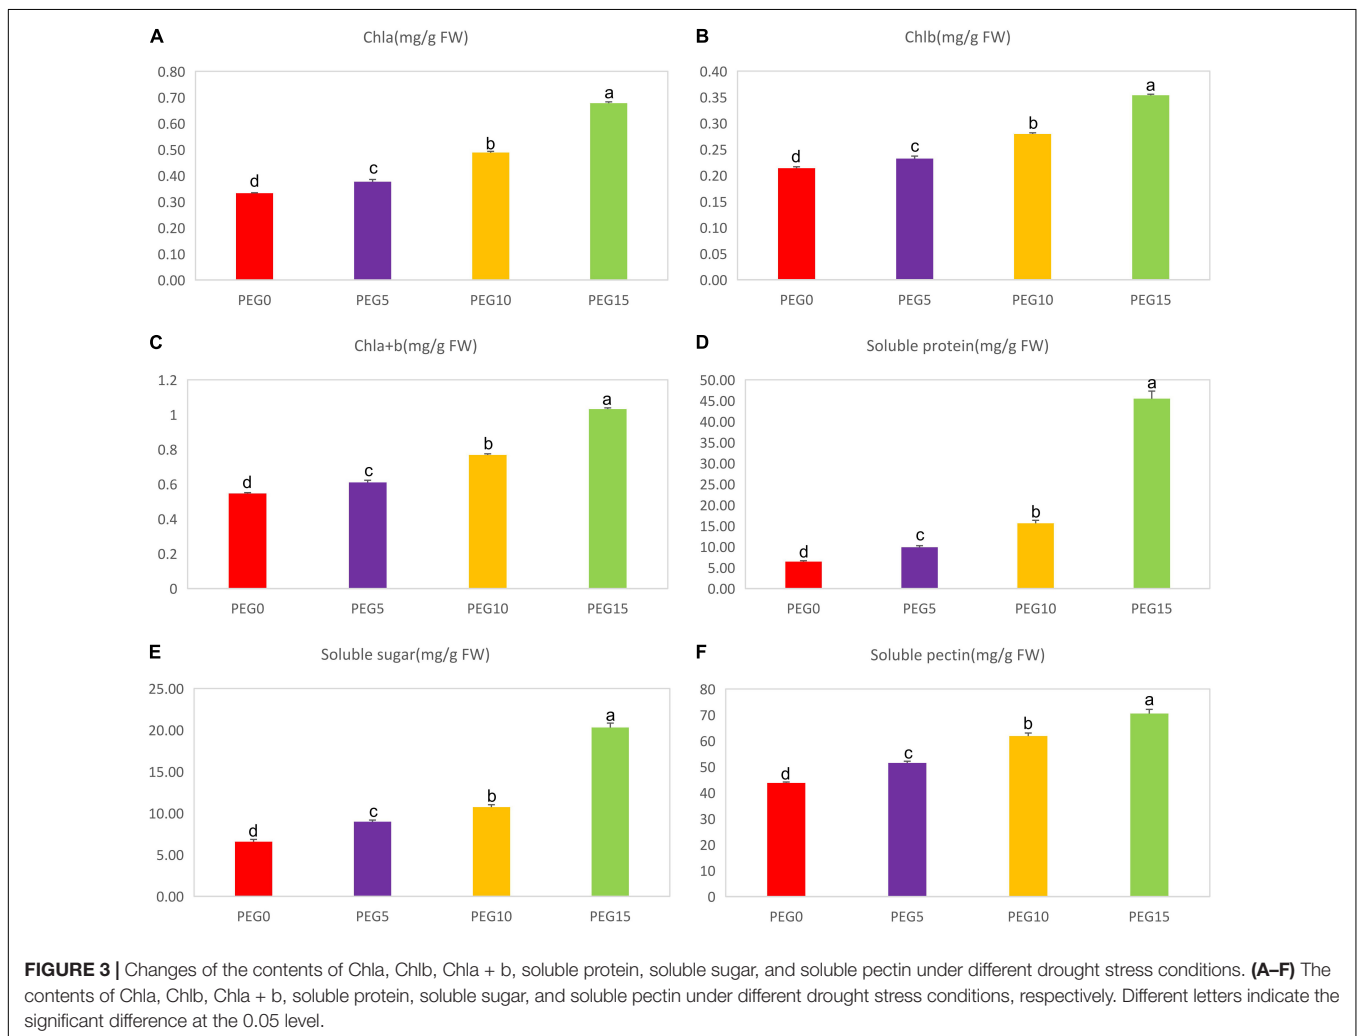 A
Chla(mg/g FW)
0.80
0.70
0.60
0.50
0.40
0.30
0.20
0.10
0.00
d
c
b
a
PEG0 PEG5 PEG10 PEG15
B
Chlb(mg/g FW)
0.40
0.35
0.30
0.25
0.20
0.15
0.10
0.05
0.00
d
c
b
a
PEG0 PEG5 PEG10 PEG15
C
Chla+b(mg/g FW)
1.2
1
0.8
0.6
0.4
0.2
0
d
c
b
a
PEG0 PEG5 PEG10 PEG15
D
Soluble protein(mg/g FW)
50.00
45.00
40.00
35.00
30.00
25.00
20.00
15.00
10.00
5.00
0.00
d
c
b
a
PEG0 PEG5 PEG10 PEG15
E
Soluble sugar(mg/g FW)
25.00
20.00
15.00
10.00
5.00
0.00
d
c
b
a
PEG0 PEG5 PEG10 PEG15
F
Soluble pectin(mg/g FW)
80
70
60
50
40
30
20
10
0
d
c
b
a
PEG0 PEG5 PEG10 PEG15
FIGURE 3 | Changes of the contents of Chla, Chlb, Chla + b, soluble protein, soluble sugar, and soluble pectin under different drought stress conditions. (A–F) The
contents of Chla, Chlb, Chla + b, soluble protein, soluble sugar, and soluble pectin under different drought stress conditions, respectively. Different letters indicate the
significant difference at the 0.05 level.